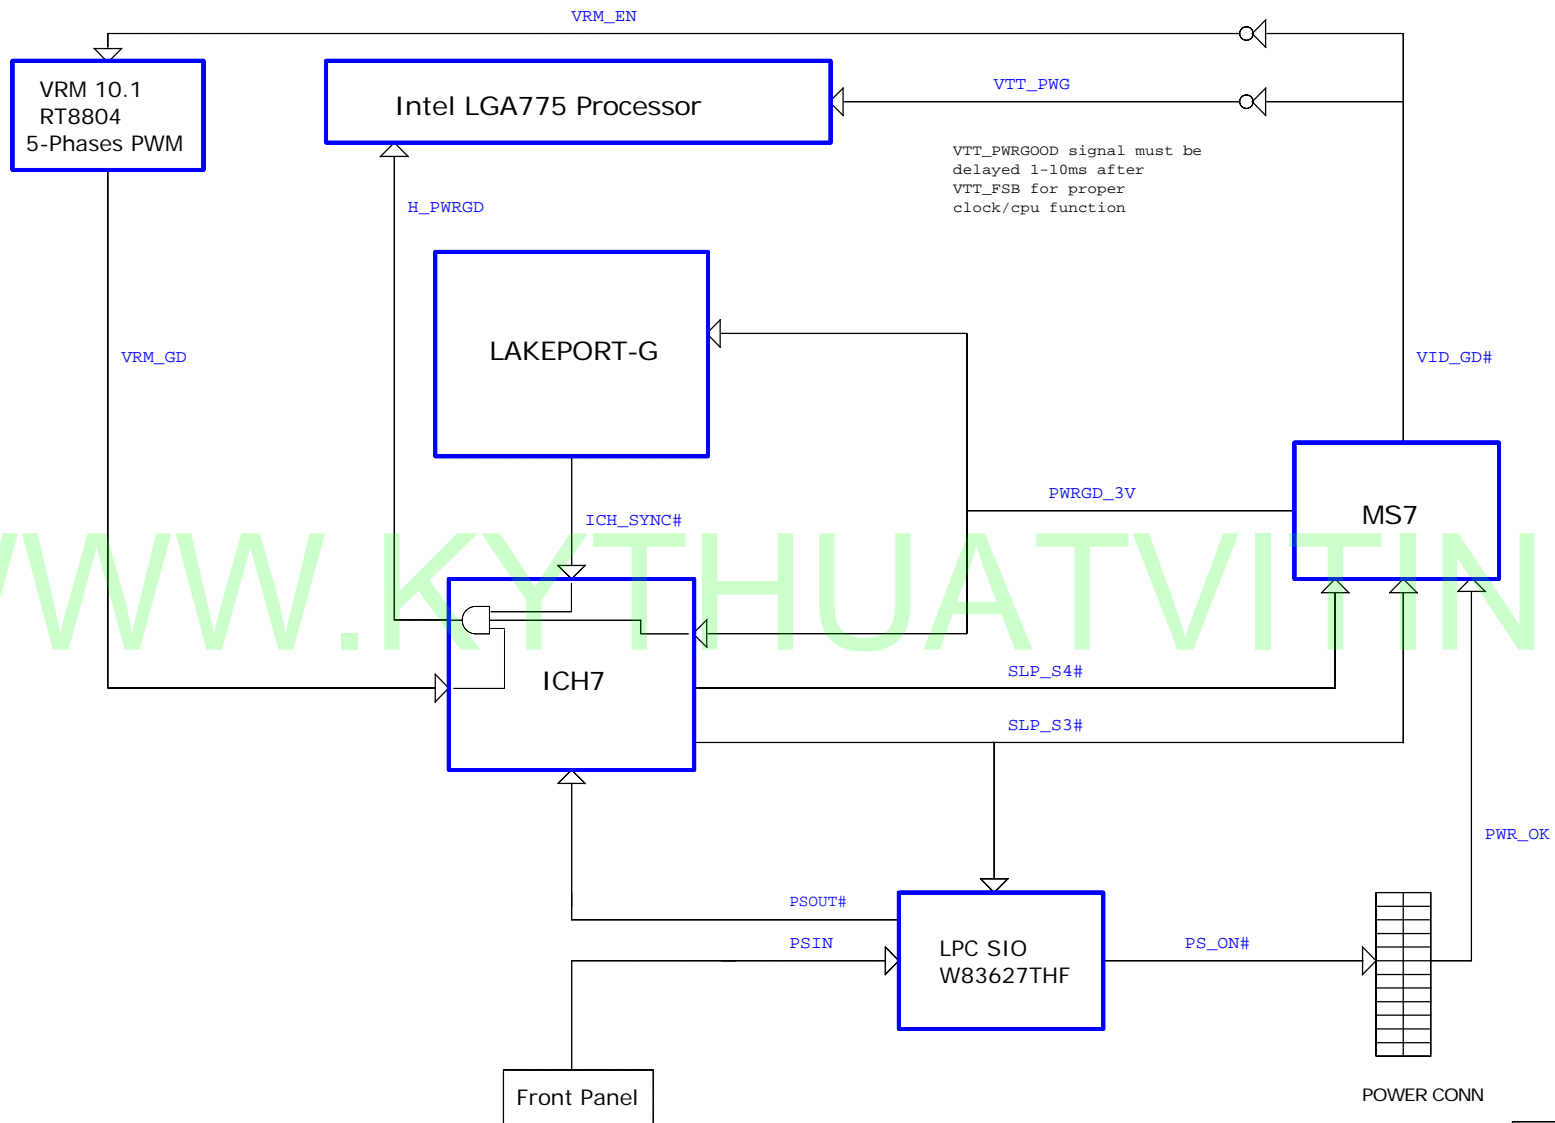 VRM_EN
VRM 10.1
RT8804
5-Phases PWM
Intel LGA775 Processor
VTT_PWG
VTT_PWRGOOD signal must be
delayed 1-10ms after
VTT_FSB for proper
clock/cpu function
H_PWRGD
LAKEPORT-G
VRM_GD
VID_GD#
PWRGD_3V
MS7
ICH_SYNC#
WWW.KYTHUATVITIN
ICH7
SLP_S4#
SLP_S3#
PWR_OK
PSOUT#
PSIN
LPC SIO
W83627THF
PS_ON#
Front Panel
POWER CONN